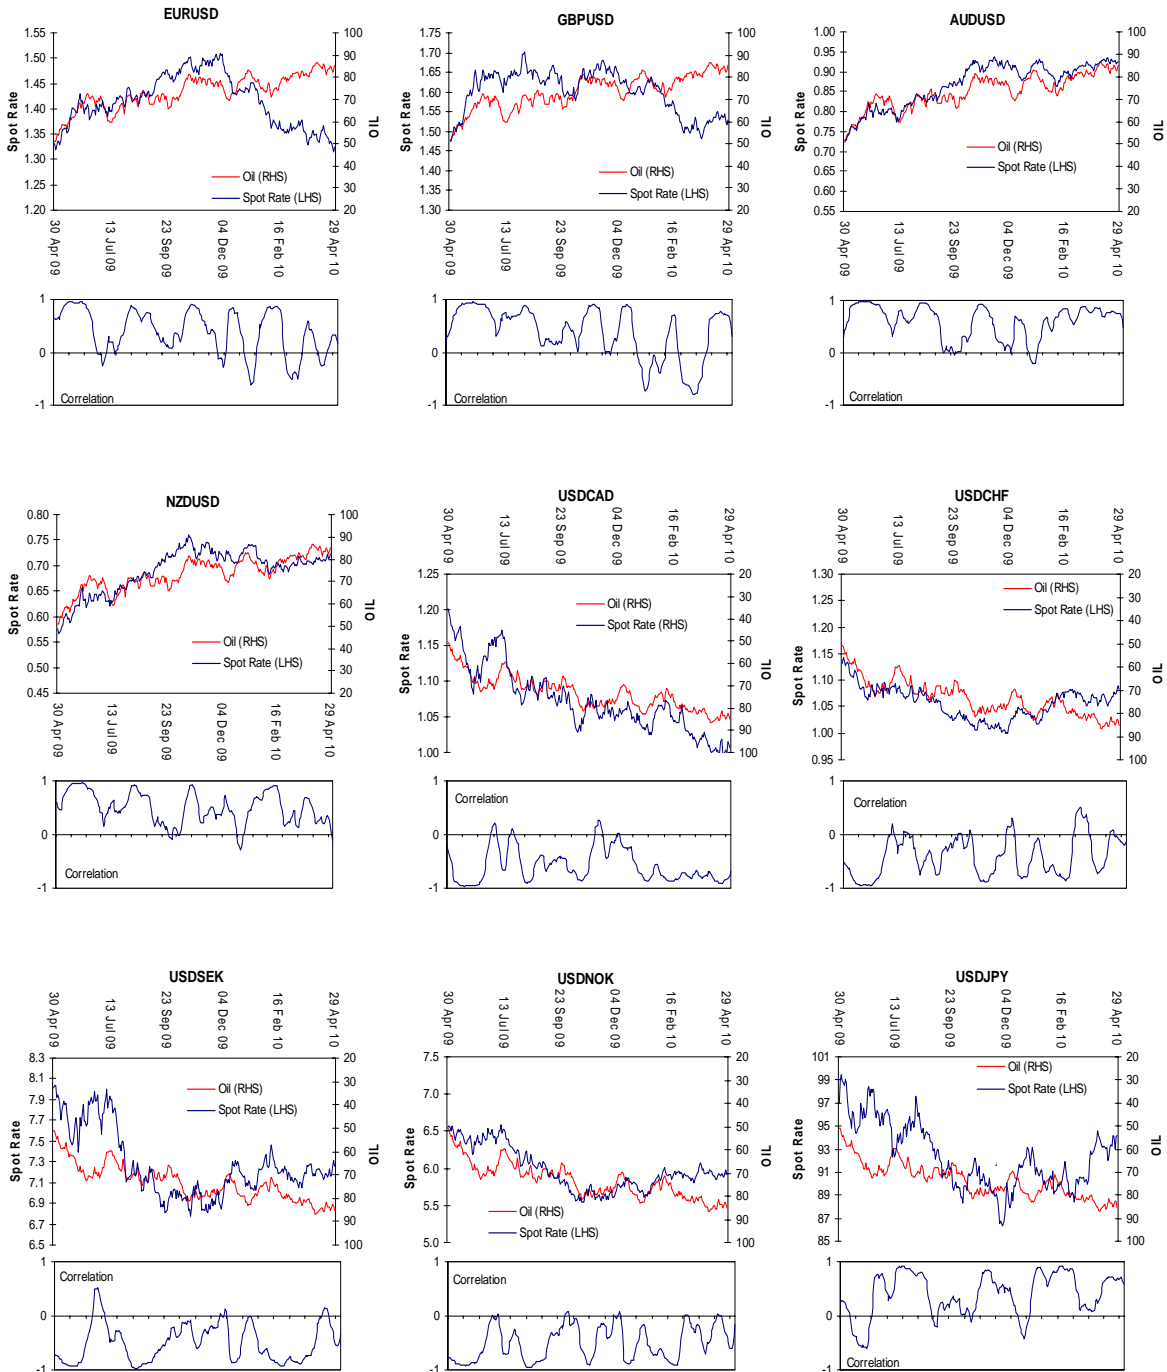 EURUSD
1.55
1.50
1.45
1.40
1.35
1.30
1.25
1.20
Spot Rate
100
90
80
70
60
50
40
30
20
OIL
Oil (RHS)
Spot Rate (LHS)
30 Apr 09
13 Jul 09
23 Sep 09
04 Dec 09
16 Feb 10
29 Apr 10
1
0
-1
Correlation
GBPUSD
1.75
1.70
1.65
1.60
1.55
1.50
1.45
1.40
1.35
1.30
Spot Rate
100
90
80
70
60
50
40
30
20
OIL
Oil (RHS)
Spot Rate (LHS)
30 Apr 09
13 Jul 09
23 Sep 09
04 Dec 09
16 Feb 10
29 Apr 10
1
0
-1
Correlation
AUDUSD
1.00
0.95
0.90
0.85
0.80
0.75
0.70
0.65
0.60
0.55
Spot Rate
100
90
80
70
60
50
40
30
20
OIL
Oil (RHS)
Spot Rate (LHS)
30 Apr 09
13 Jul 09
23 Sep 09
04 Dec 09
16 Feb 10
29 Apr 10
1
0
-1
Correlation
NZDUSD
0.80
0.75
0.70
0.65
0.60
0.55
0.50
0.45
Spot Rate
100
90
80
70
60
50
40
30
20
OIL
Oil (RHS)
Spot Rate (LHS)
30 Apr 09
13 Jul 09
23 Sep 09
04 Dec 09
16 Feb 10
29 Apr 10
1
0
-1
Correlation
USDCAD
30 Apr 09
13 Jul 09
23 Sep 09
04 Dec 09
16 Feb 10
29 Apr 10
1.25
1.20
1.15
1.10
1.05
1.00
Spot Rate
20
30
40
50
60
70
80
90
100
OIL
Oil (RHS)
Spot Rate (RHS)
1
0
-1
Correlation
USDCHF
30 Apr 09
13 Jul 09
23 Sep 09
04 Dec 09
16 Feb 10
29 Apr 10
1.30
1.25
1.20
1.15
1.10
1.05
1.00
0.95
Spot Rate
20
30
40
50
60
70
80
90
100
OIL
Oil (RHS)
Spot Rate (LHS)
1
0
-1
Correlation
USDSEK
30 Apr 09
13 Jul 09
23 Sep 09
04 Dec 09
16 Feb 10
29 Apr 10
8.3
8.1
7.9
7.7
7.5
7.3
7.1
6.9
6.7
6.5
Spot Rate
20
30
40
50
60
70
80
90
100
OIL
Oil (RHS)
Spot Rate (LHS)
1
0
-1
Correlation
USDNOK
30 Apr 09
13 Jul 09
23 Sep 09
04 Dec 09
16 Feb 10
29 Apr 10
7.5
7.0
6.5
6.0
5.5
5.0
Spot Rate
20
30
40
50
60
70
80
90
100
OIL
Oil (RHS)
Spot Rate (LHS)
1
0
-1
Correlation
USDJPY
30 Apr 09
13 Jul 09
23 Sep 09
04 Dec 09
16 Feb 10
29 Apr 10
101
99
97
95
93
91
89
87
85
Spot Rate
20
30
40
50
60
70
80
90
100
OIL
Oil (RHS)
Spot Rate (LHS)
1
0
-1
Correlation